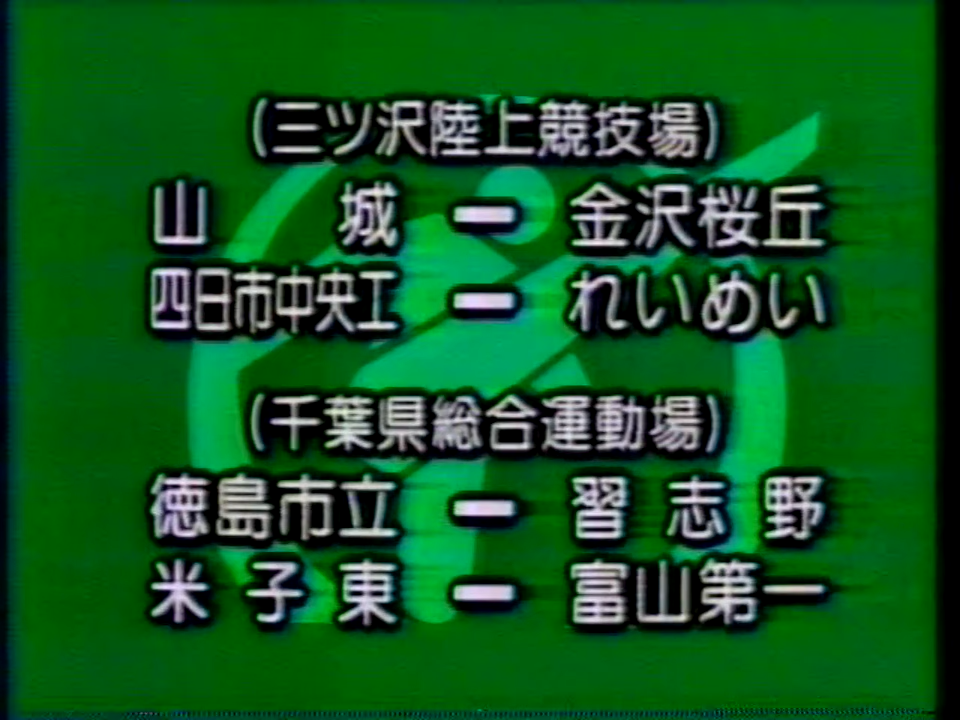 (三ツ沢陸上競技場)
山城 ー 金沢桜丘
四日市中央工 ー れいめい
(千葉県総合運動場)
徳島市立 ー 習志野
米子東 ー 富山第一